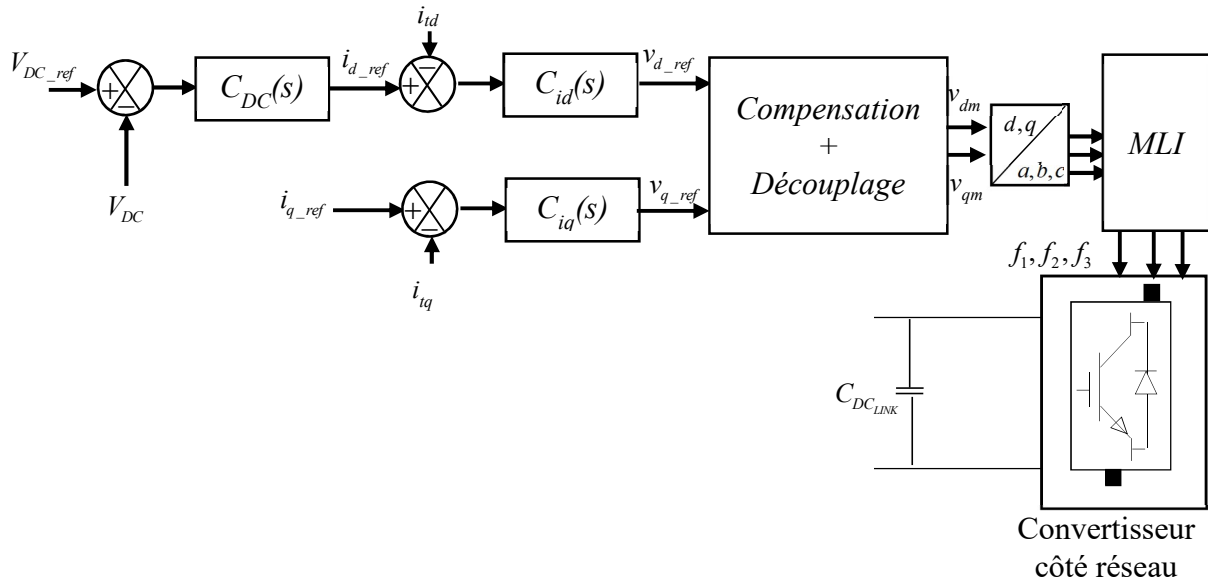 i_td
V_DC_ref
+
−
C_DC(s)
i_d_ref
+
−
C_id(s)
v_d_ref
V_DC
i_q_ref
+
−
C_iq(s)
v_q_ref
i_tq
Compensation
+
Découplage
v_dm
v_qm
d,q
a,b,c
MLI
f_1, f_2, f_3
C_DC_LINK
Convertisseur
côté réseau